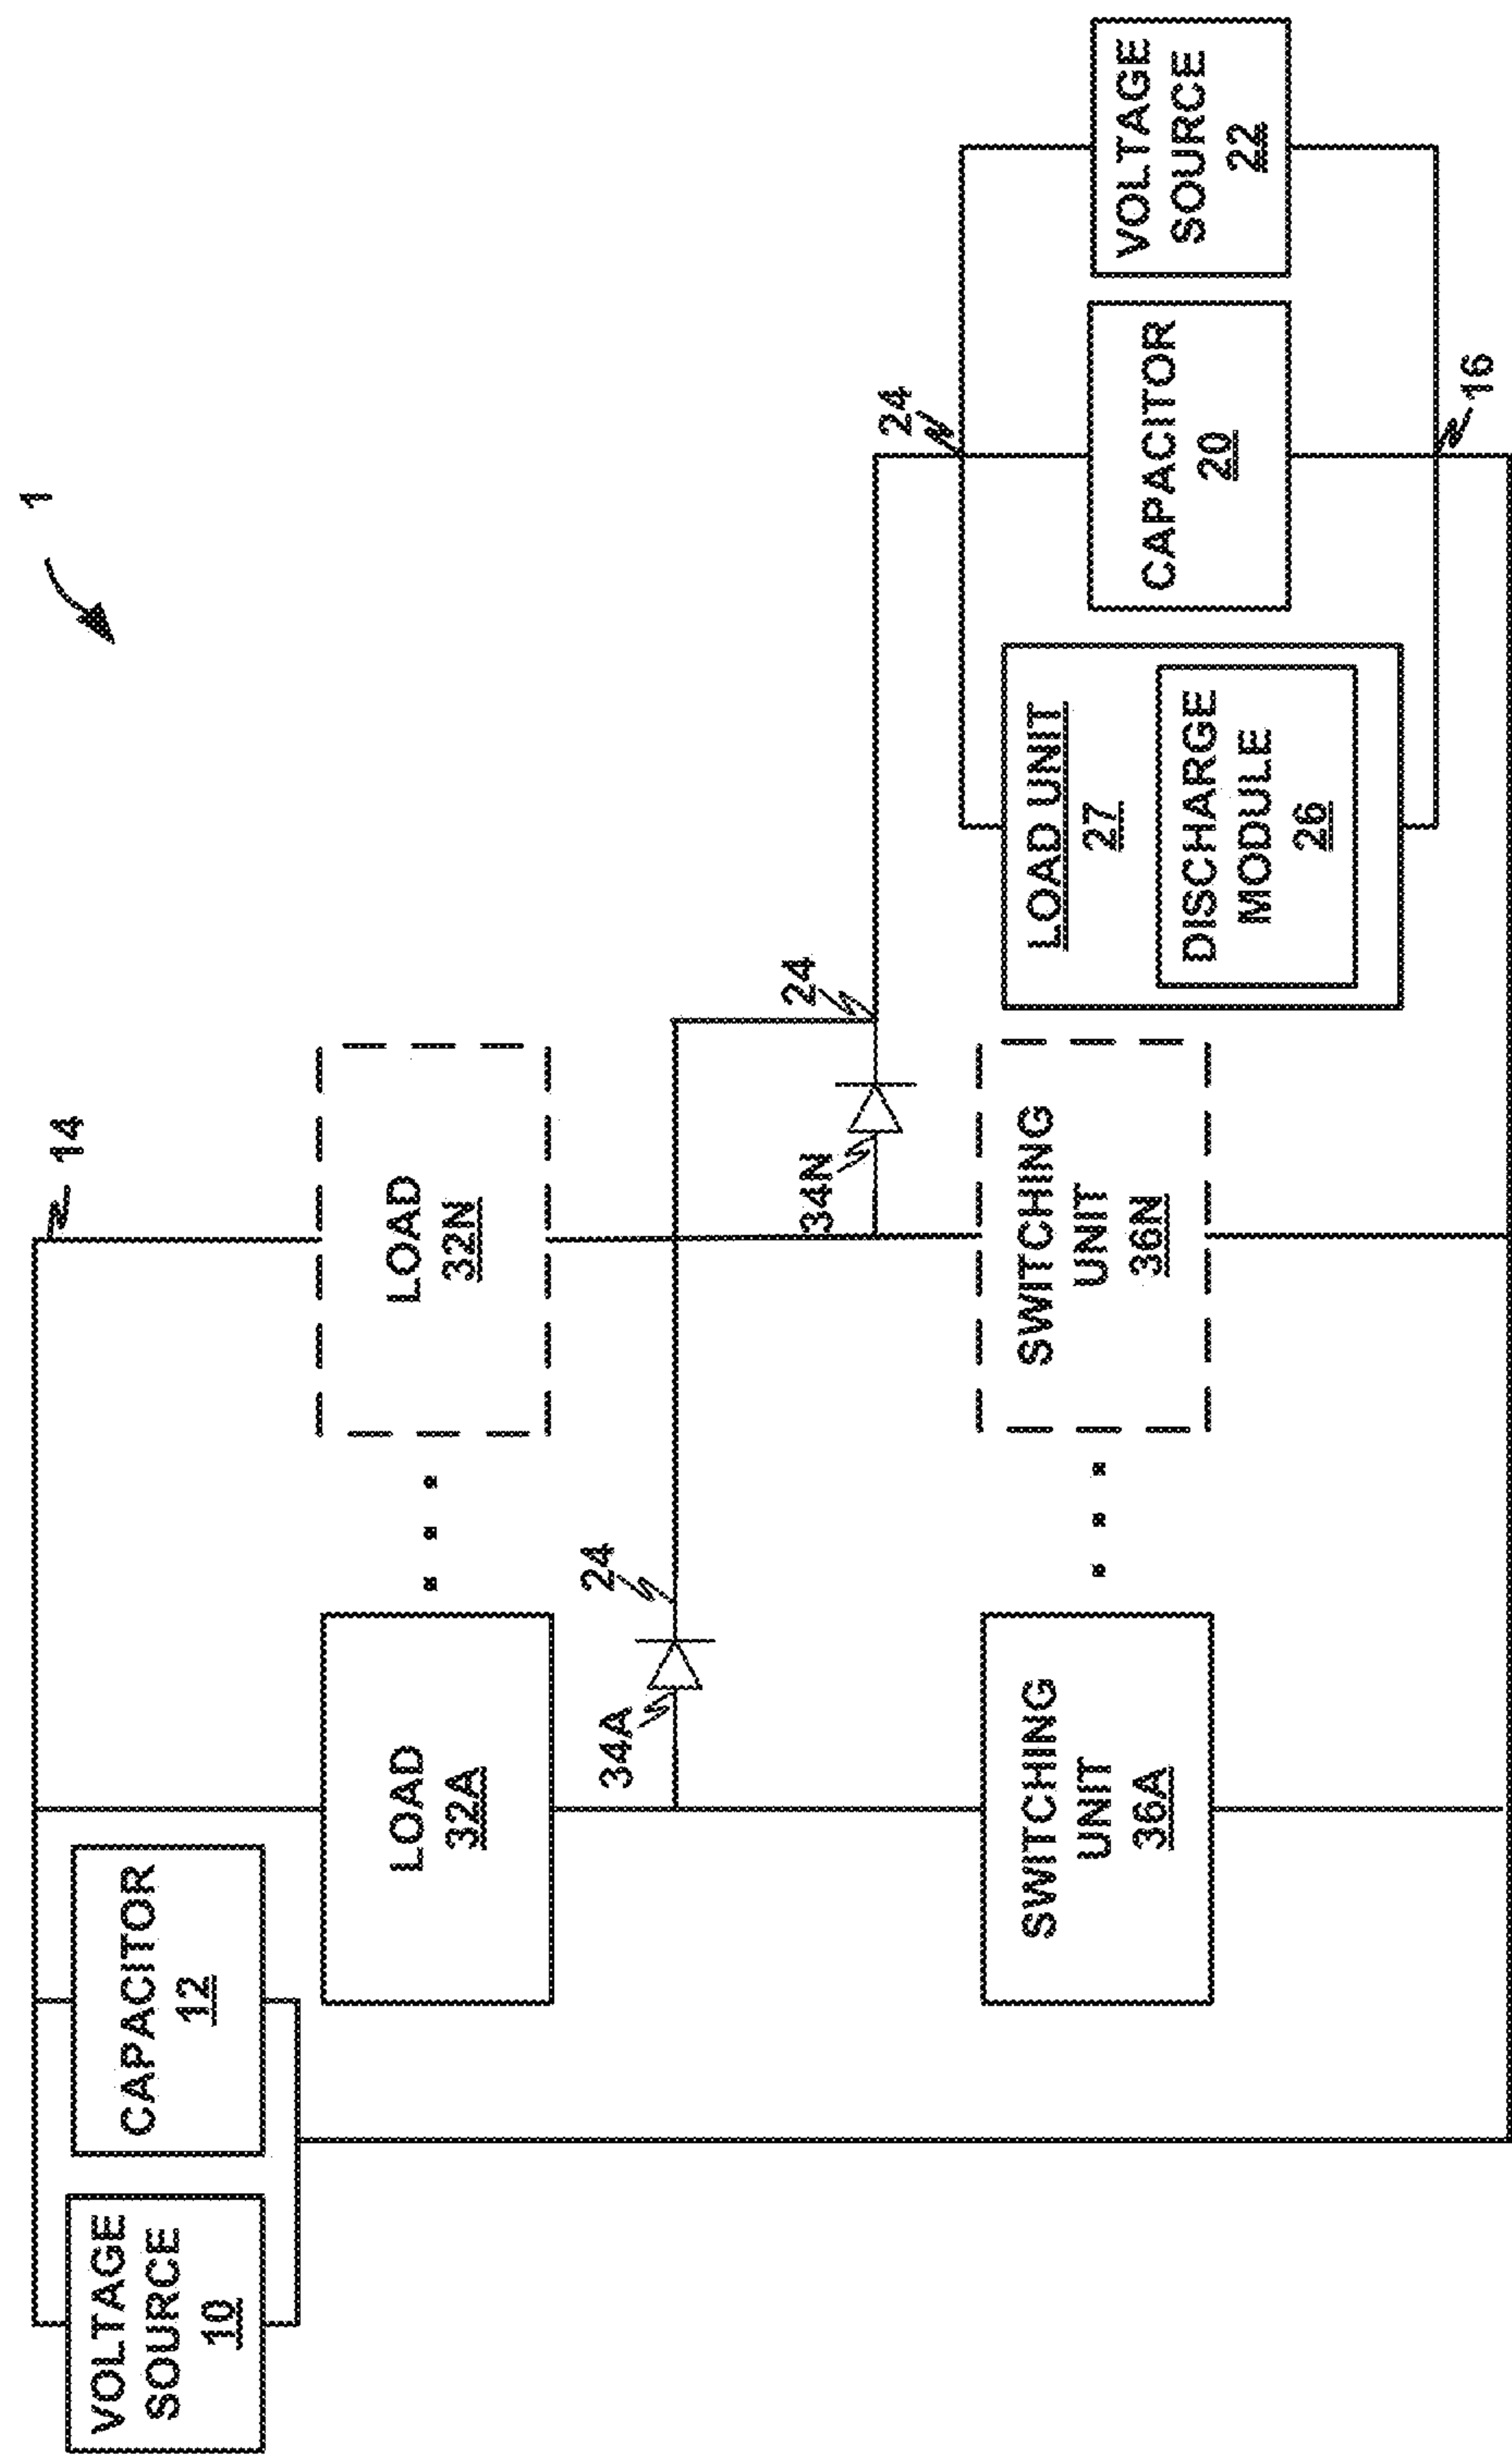 1
14
VOLTAGE
SOURCE
10
CAPACITOR
12
LOAD
32A
LOAD
32N
34A
24
34N
24
24
SWITCHING
UNIT
36A
SWITCHING
UNIT
36N
LOAD UNIT
27
DISCHARGE
MODULE
26
CAPACITOR
20
VOLTAGE
SOURCE
22
16